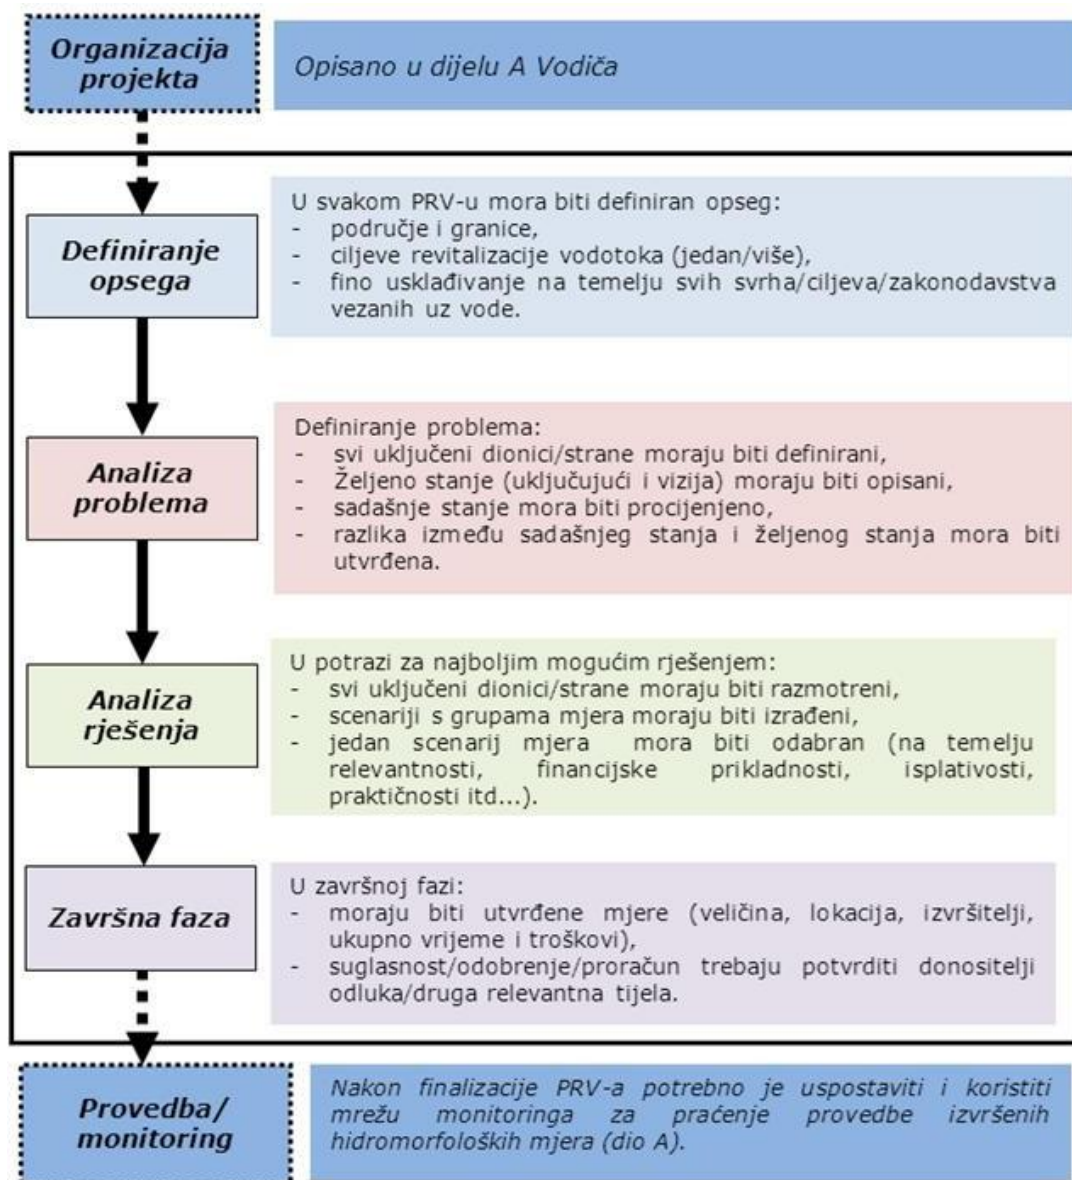 Organizacija
projekta
Opisano u dijelu A Vodiča
Definiranje
opsega
U svakom PRV-u mora biti definiran opseg:
- područje i granice,
- ciljeve revitalizacije vodotoka (jedan/više),
- fino usklađivanje na temelju svih svrha/ciljeva/zakonodavstva
vezanih uz vode.
Analiza
problema
Definiranje problema:
- svi uključeni dionici/strane moraju biti definirani,
- Željeno stanje (uključujući i vizija) moraju biti opisani,
- sadašnje stanje mora biti procijenjeno,
- razlika između sadašnjeg stanja i željenog stanja mora biti
utvrđena.
Analiza
rješenja
U potrazi za najboljim mogućim rješenjem:
- svi uključeni dionici/strane moraju biti razmotreni,
- scenariji s grupama mjera moraju biti izrađeni,
- jedan scenarij mjera mora biti odabran (na temelju
relevantnosti, financijske prikladnosti, isplativosti,
praktičnosti itd...).
Završna faza
U završnoj fazi:
- moraju biti utvrđene mjere (veličina, lokacija, izvršitelji,
ukupno vrijeme i troškovi),
- suglasnost/odobrenje/proračun trebaju potvrditi donositelji
odluka/druga relevantna tijela.
Provedba/
monitoring
Nakon finalizacije PRV-a potrebno je uspostaviti i koristiti
mrežu monitoringa za praćenje provedbe izvršenih
hidromorfoloških mjera (dio A).